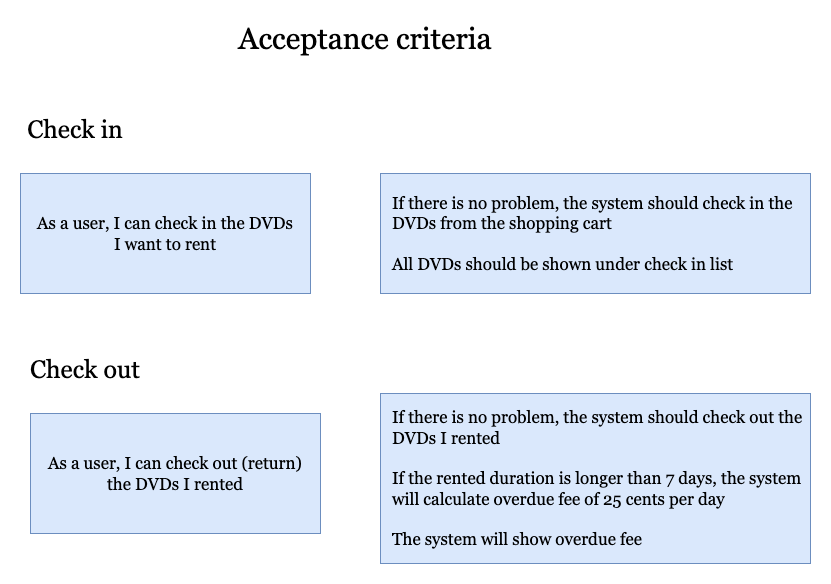 Acceptance criteria
Check in
As a user, I can check in the DVDs
I want to rent
If there is no problem, the system should check in the
DVDs from the shopping cart
All DVDs should be shown under check in list
Check out
As a user, I can check out (return)
the DVDs I rented
If there is no problem, the system should check out the
DVDs I rented
If the rented duration is longer than 7 days, the system
will calculate overdue fee of 25 cents per day
The system will show overdue fee